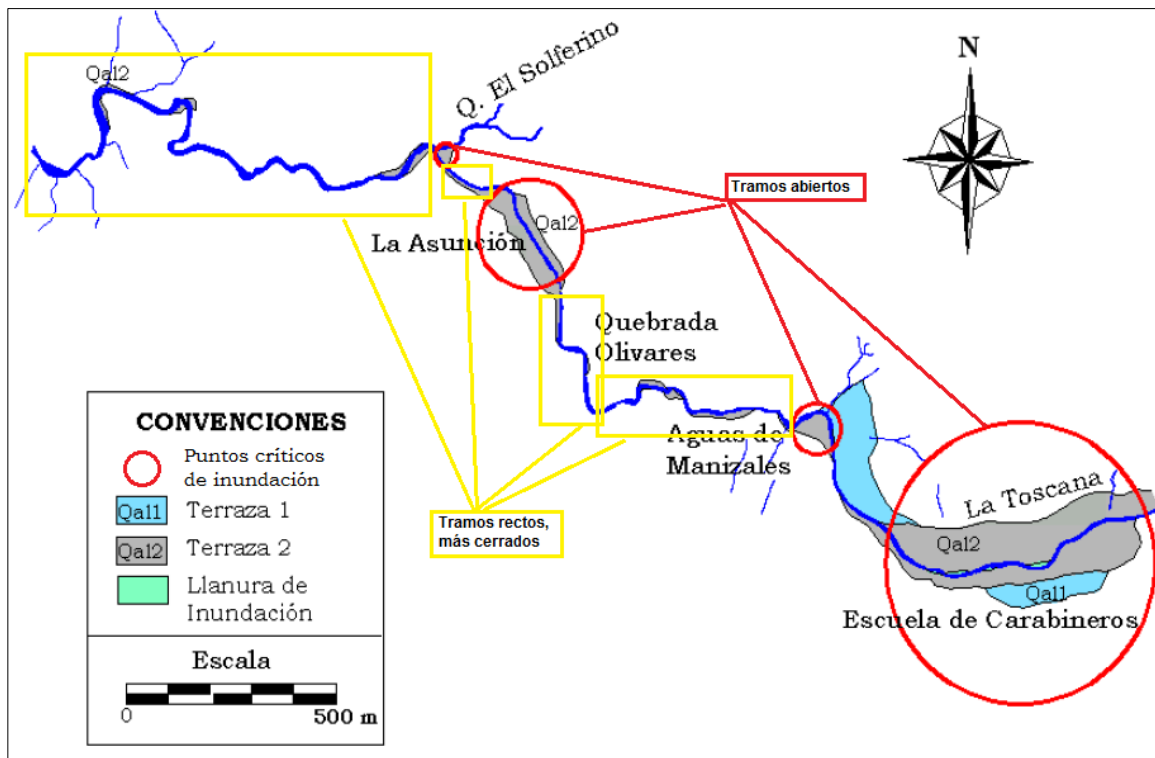 Qal2
Q. El Solferino
N
Tramos abiertos
Qal2
La Asunción
Quebrada
Olivares
Aguas de
Manizales
La Toscana
Qal2
Qal1
Escuela de Carabineros
Tramos rectos,
más cerrados
CONVENCIONES
Puntos críticos
de inundación
Qal1 Terraza 1
Qal2 Terraza 2
Llanura de
Inundación
Escala
0 500 m